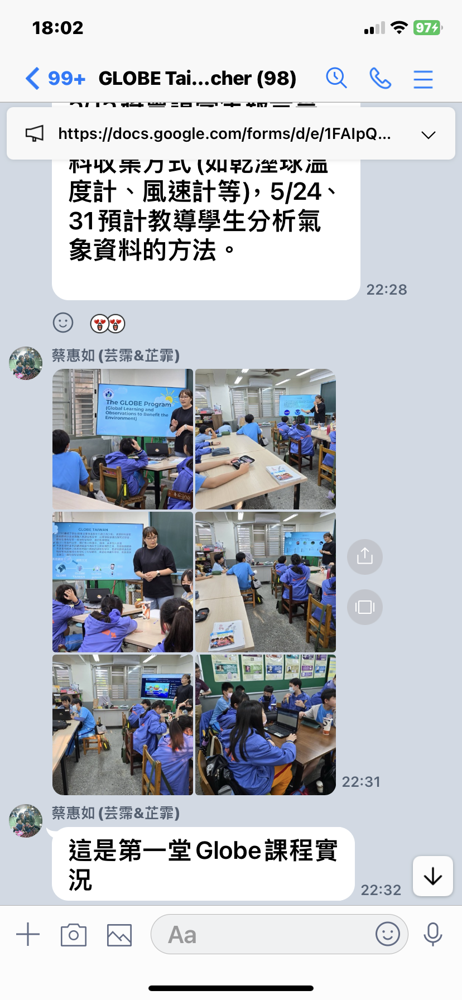 18:02
97
99+ GLOBE Tai...cher (98)
https://docs.google.com/forms/d/e/1FAIpQ...
料收集方式 (如乾溼球溫
度計、風速計等)，5/24、
31預計教導學生分析氣
象資料的方法。
22:28
蔡惠如(芸霈&芷霏)
The GLOBE Program
(Global Learning and
Observations to Benefit the
Environment)
GLOBE TAIWAN
22:31
蔡惠如(芸霈&芷霏)
這是第一堂Globe課程實
況
22:32
Aa